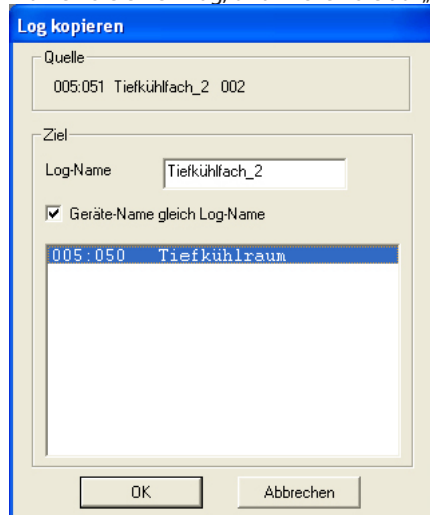 Log kopieren
Quelle
005:051 Tiefkühlfach_2 002
Ziel
Log-Name Tiefkühlfach_2
Geräte-Name gleich Log-Name
005:050 Tiefkühlraum
OK Abbrechen